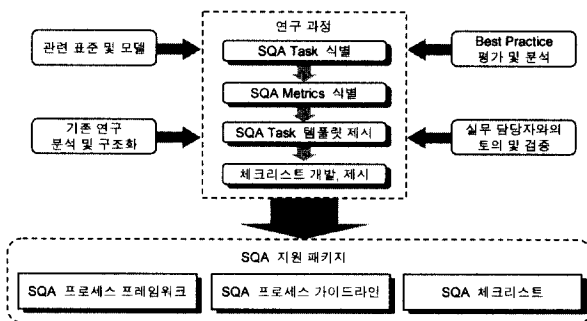 연구 과정
관련 표준 및 모델
SQA Task 식별
Best Practice
평가 및 분석
SQA Metrics 식별
기존 연구
분석 및 구조화
SQA Task 템플릿 제시
실무 담당자와의
토의 및 검증
체크리스트 개발, 제시
SQA 지원 패키지
SQA 프로세스 프레임워크
SQA 프로세스 가이드라인
SQA 체크리스트